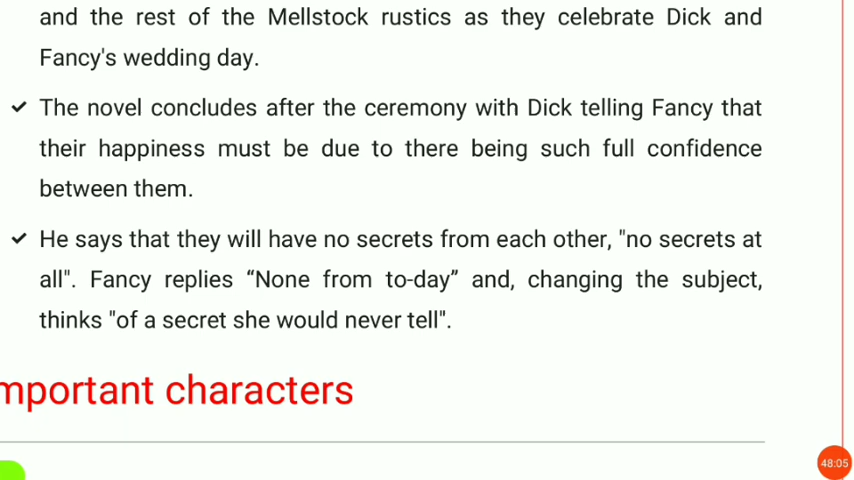 and the rest of the Mellstock rustics as they celebrate Dick and
Fancy's wedding day.
✓ The novel concludes after the ceremony with Dick telling Fancy that
their happiness must be due to there being such full confidence
between them.
✓ He says that they will have no secrets from each other, "no secrets at
all". Fancy replies “None from to-day” and, changing the subject,
thinks "of a secret she would never tell".
mportant characters
48:05